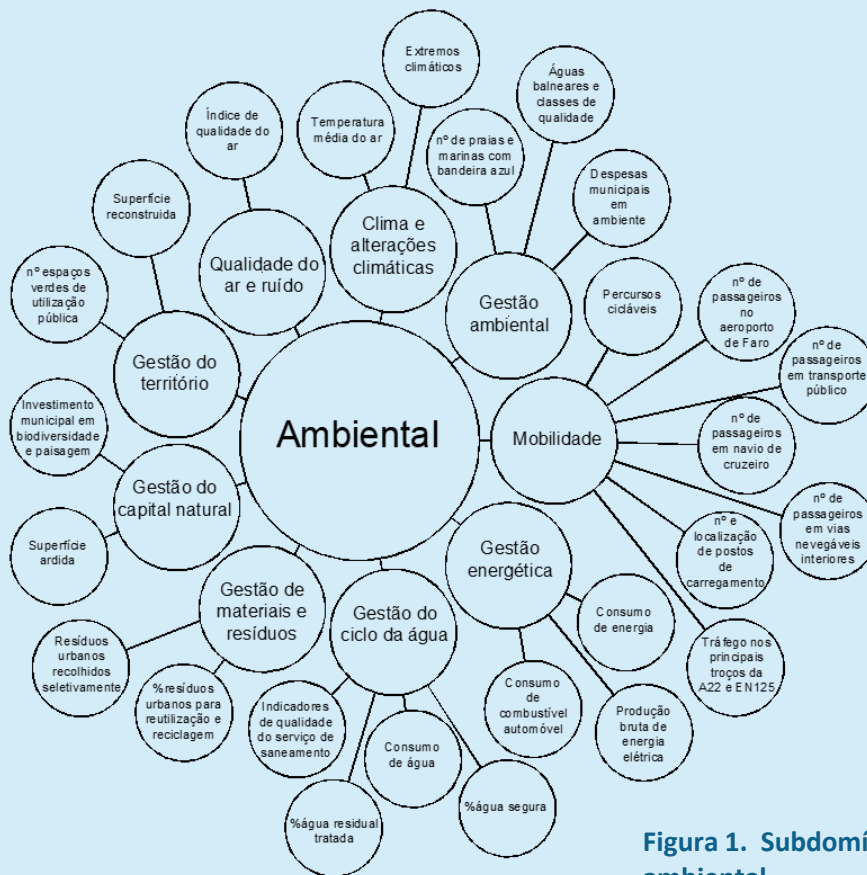 Extremos
climáticos
Águas
balneares e
classes de
qualidade
Índice de
qualidade do
ar
Temperatura
média do ar
nº de praias e
marinas com
bandeira azul
Despesas
municipais
em
ambiente
Superfície
reconstruida
Qualidade do
ar e ruído
Clima e
alterações
climáticas
Gestão
ambiental
Percursos
cicláveis
nº de
passageiros
no
aeroporto
de Faro
nº espaços
verdes de
utilização
pública
Gestão do
território
nº de
passageiros
em transporte
público
Investimento
municipal em
biodiversidade
e paisagem
Ambiental
Mobilidade
nº de
passageiros
em navio de
cruzeiro
Gestão do
capital natural
nº de
passageiros
em vias
nevegáveis
interiores
Superfície
ardida
Gestão
energética
nº e
localização
de postos
de
carregamento
Gestão de
materiais e
resíduos
Gestão do
ciclo da água
Consumo
de energia
Resíduos
urbanos
recolhidos
seletivamente
%resíduos
urbanos para
reutilização e
reciclagem
Indicadores
de qualidade
do serviço de
saneamento
Consumo
de água
Consumo
de
combustível
automóvel
Produção
bruta de
energia
elétrica
Tráfego nos
principais
troços da
A22 e EN125
%água residual
tratada
%água segura
Figura 1. Subdomí